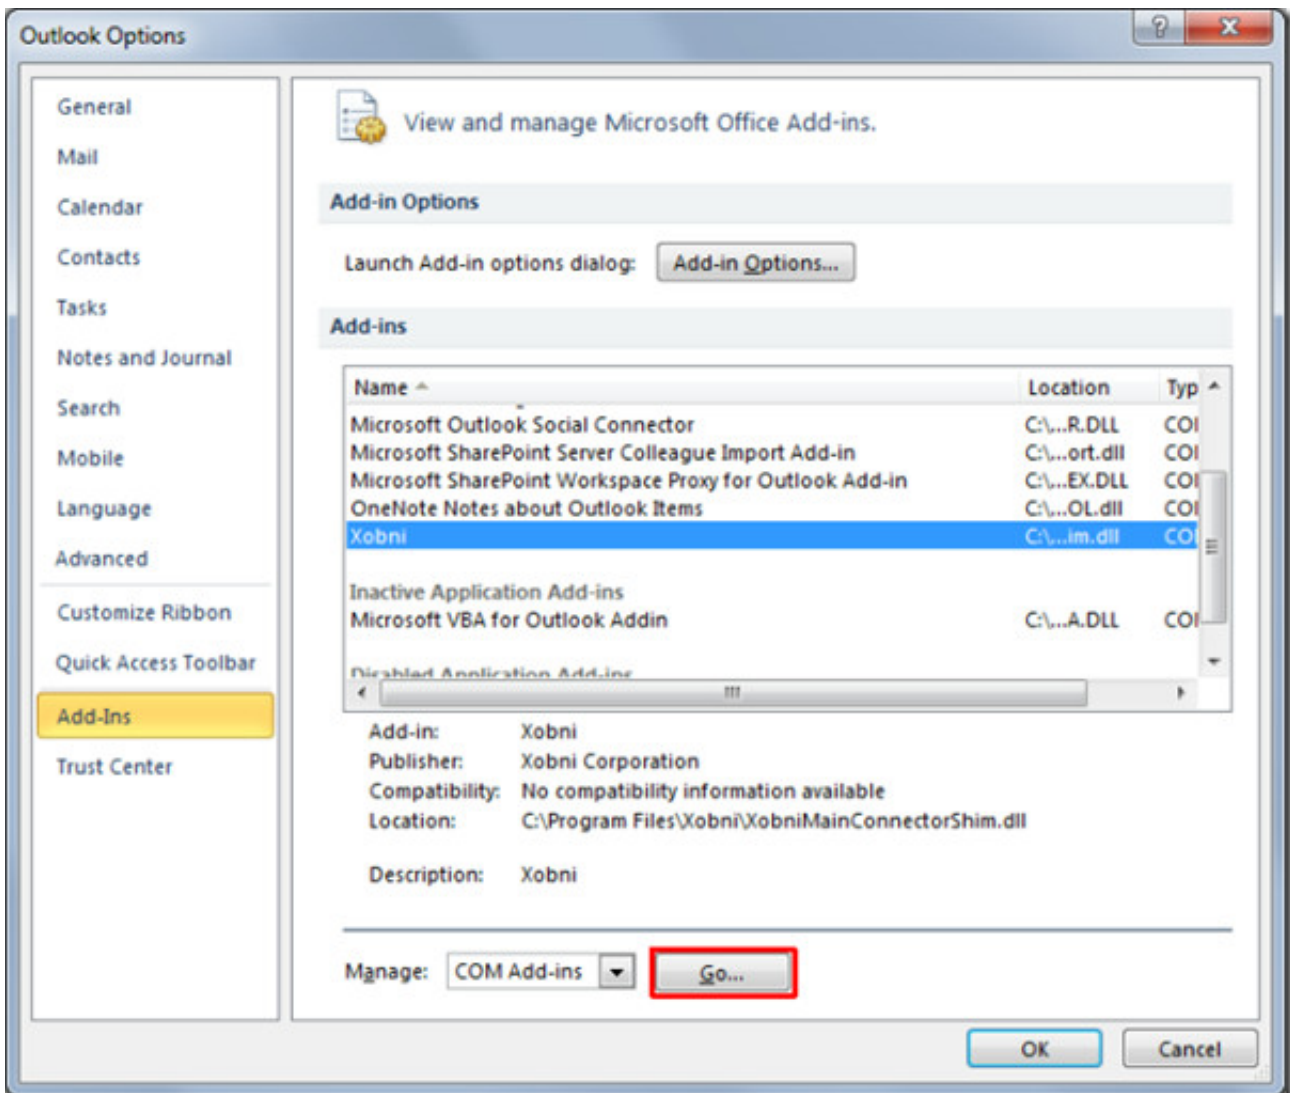 Outlook Options
General
Mail
Calendar
Contacts
Tasks
Notes and Journal
Search
Mobile
Language
Advanced
Customize Ribbon
Quick Access Toolbar
Add-Ins
Trust Center
View and manage Microsoft Office Add-ins.
Add-in Options
Launch Add-in options dialog: Add-in Options...
Add-ins
Name Location Typ
Microsoft Outlook Social Connector C:\...R.DLL COI
Microsoft SharePoint Server Colleague Import Add-in C:\...ort.dll COI
Microsoft SharePoint Workspace Proxy for Outlook Add-in C:\...EX.DLL COI
OneNote Notes about Outlook Items C:\...OL.dll COI
Xobni C:\...im.dll COI
Inactive Application Add-ins
Microsoft VBA for Outlook Addin C:\...A.DLL COI
Disabled Application Add-ins
Add-in: Xobni
Publisher: Xobni Corporation
Compatibility: No compatibility information available
Location: C:\Program Files\Xobni\XobniMainConnectorShim.dll
Description: Xobni
Manage: COM Add-ins Go...
OK Cancel